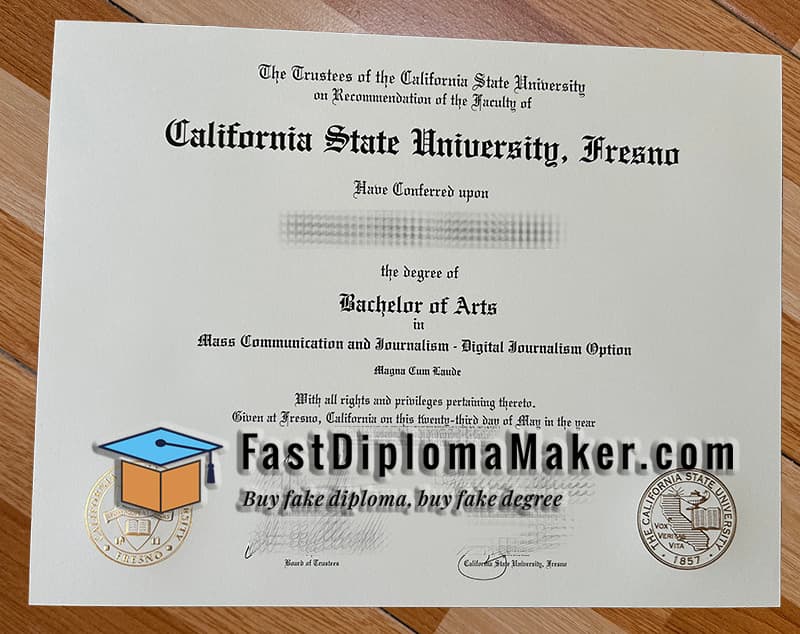 The Trustees of the California State University
on Recommendation of the Faculty of
California State University, Fresno
Have Conferred upon
the degree of
Bachelor of Arts
in
Mass Communication and Journalism - Digital Journalism Option
Magna Cum Laude
With all rights and privileges pertaining thereto.
Given at Fresno, California on this twenty-third day of May in the year
FastDiplomaMaker.com
Buy fake diploma, buy fake degree
FRESNO
THE CALIFORNIA STATE UNIVERSITY
VOX
VERITAS
VITA
1857
Board of Trustees
California State University, Fresno